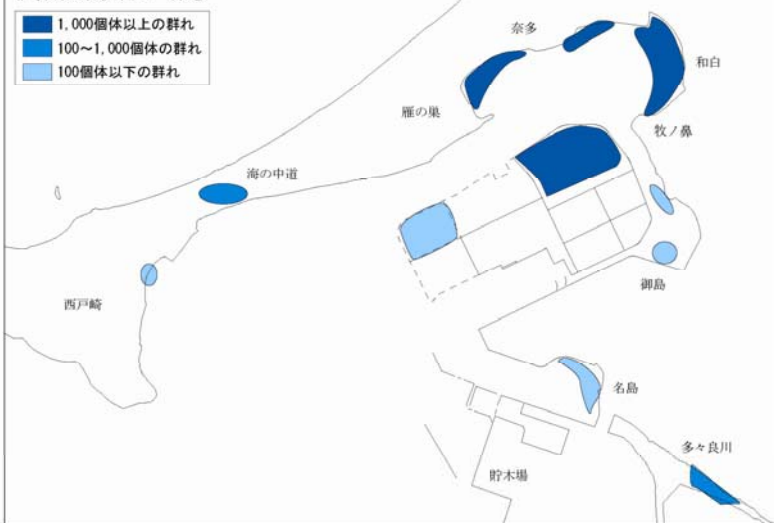 1,000個体以上の群れ
100～1,000個体の群れ
100個体以下の群れ
奈多
和白
雁の巣
牧ノ鼻
海の中道
御島
西戸崎
名島
多々良川
貯木場